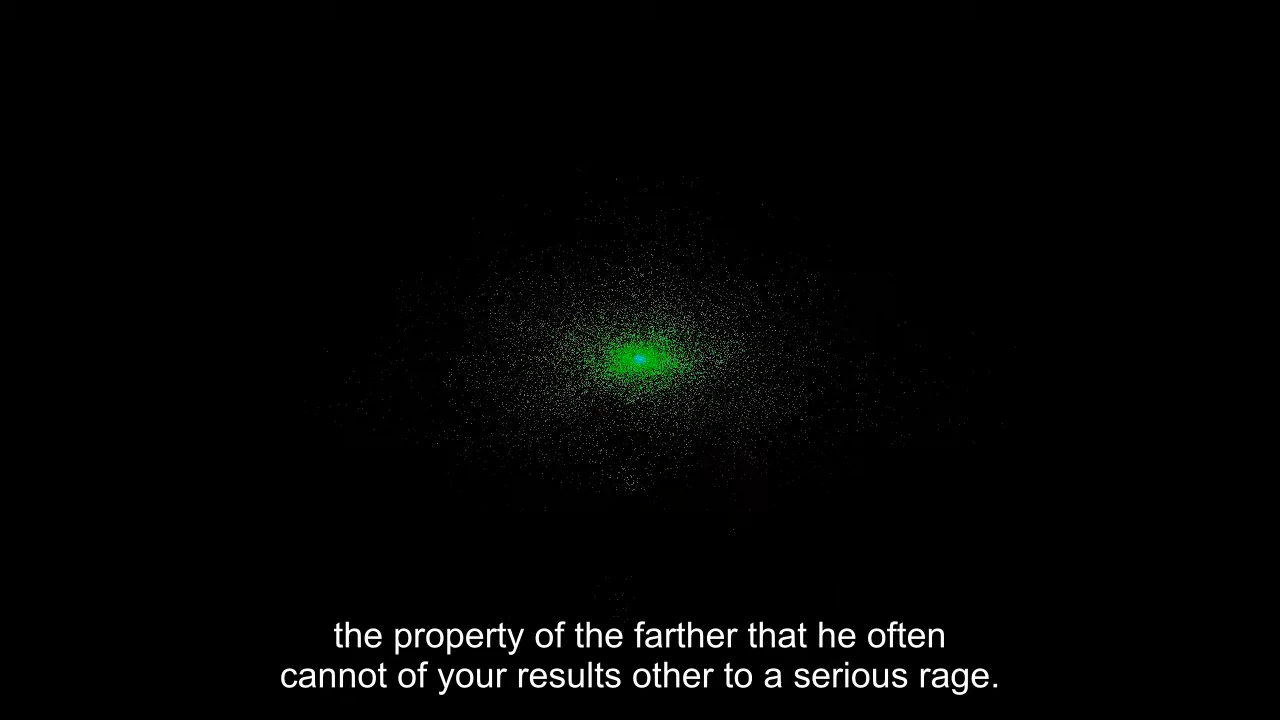 the property of the farther that he often
cannot of your results other to a serious rage.